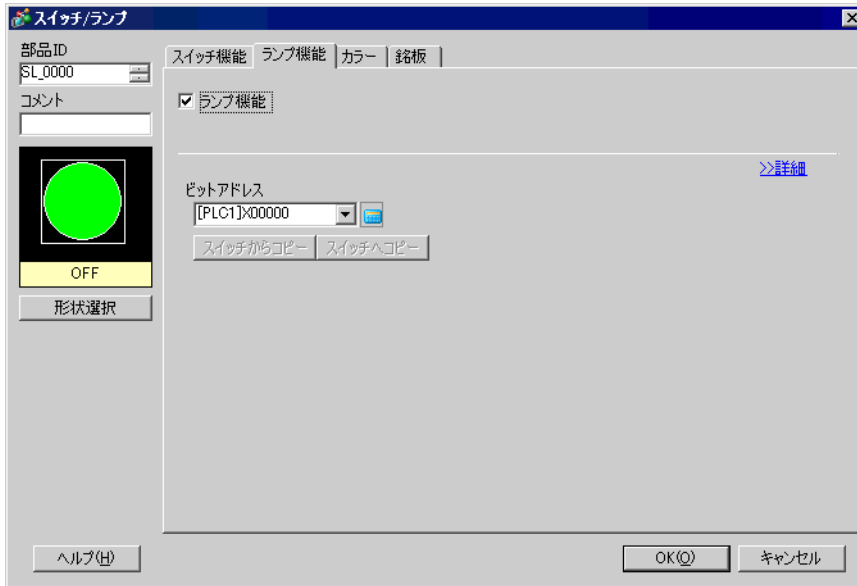 スイッチ/ランプ
部品ID
SL_0000
コメント
OFF
形状選択
スイッチ機能 ランプ機能 カラー 銘板
ランプ機能
>>詳細
ビットアドレス
[PLC1]X00000
スイッチからコピー スイッチへコピー
ヘルプ(H) OK(O) キャンセル